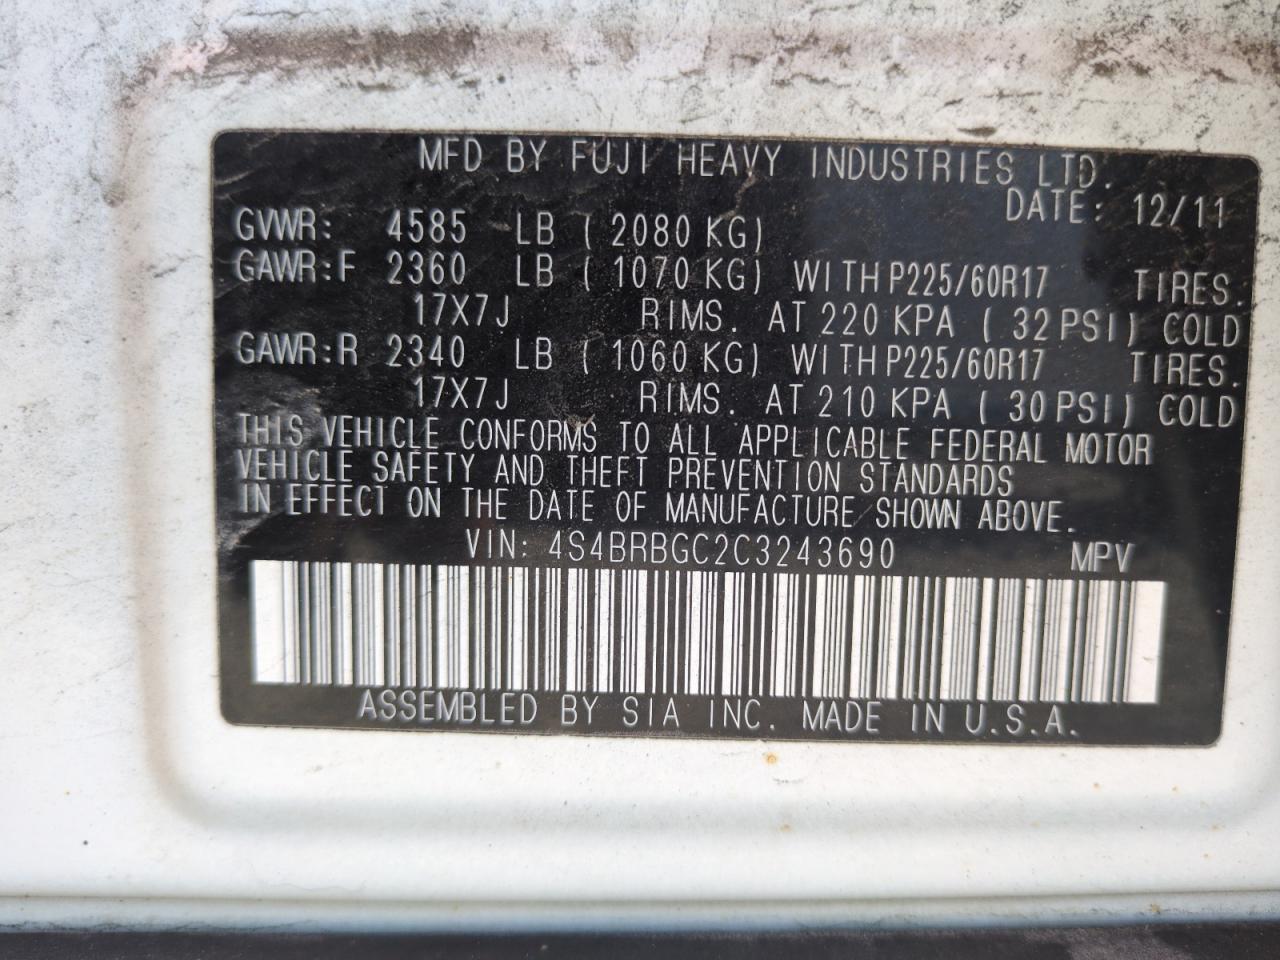 MFD BY FUJI HEAVY INDUSTRIES LTD.
DATE: 12/11
GVWR: 4585 LB ( 2080 KG)
GAWR:F 2360 LB ( 1070 KG) WITH P225/60R17 TIRES.
17X7J RIMS. AT 220 KPA ( 32 PSI) COLD
GAWR:R 2340 LB ( 1060 KG) WITH P225/60R17 TIRES.
17X7J RIMS. AT 210 KPA ( 30 PSI) COLD
THIS VEHICLE CONFORMS TO ALL APPLICABLE FEDERAL MOTOR
VEHICLE SAFETY AND THEFT PREVENTION STANDARDS
IN EFFECT ON THE DATE OF MANUFACTURE SHOWN ABOVE.
VIN: 4S4BRBGC2C3243690 MPV
ASSEMBLED BY SIA INC. MADE IN U.S.A.